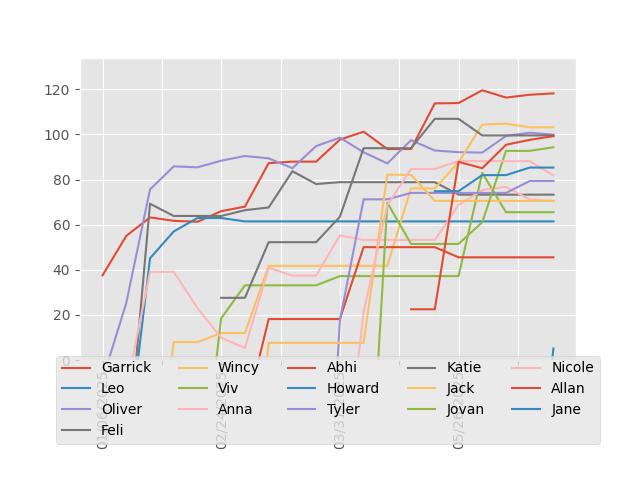 120
100
80
60
40
20
0
Garrick Wincy Abhi Katie Nicole
Leo Viv Howard Jack Allan
Oliver Anna Tyler Jovan Jane
Feli